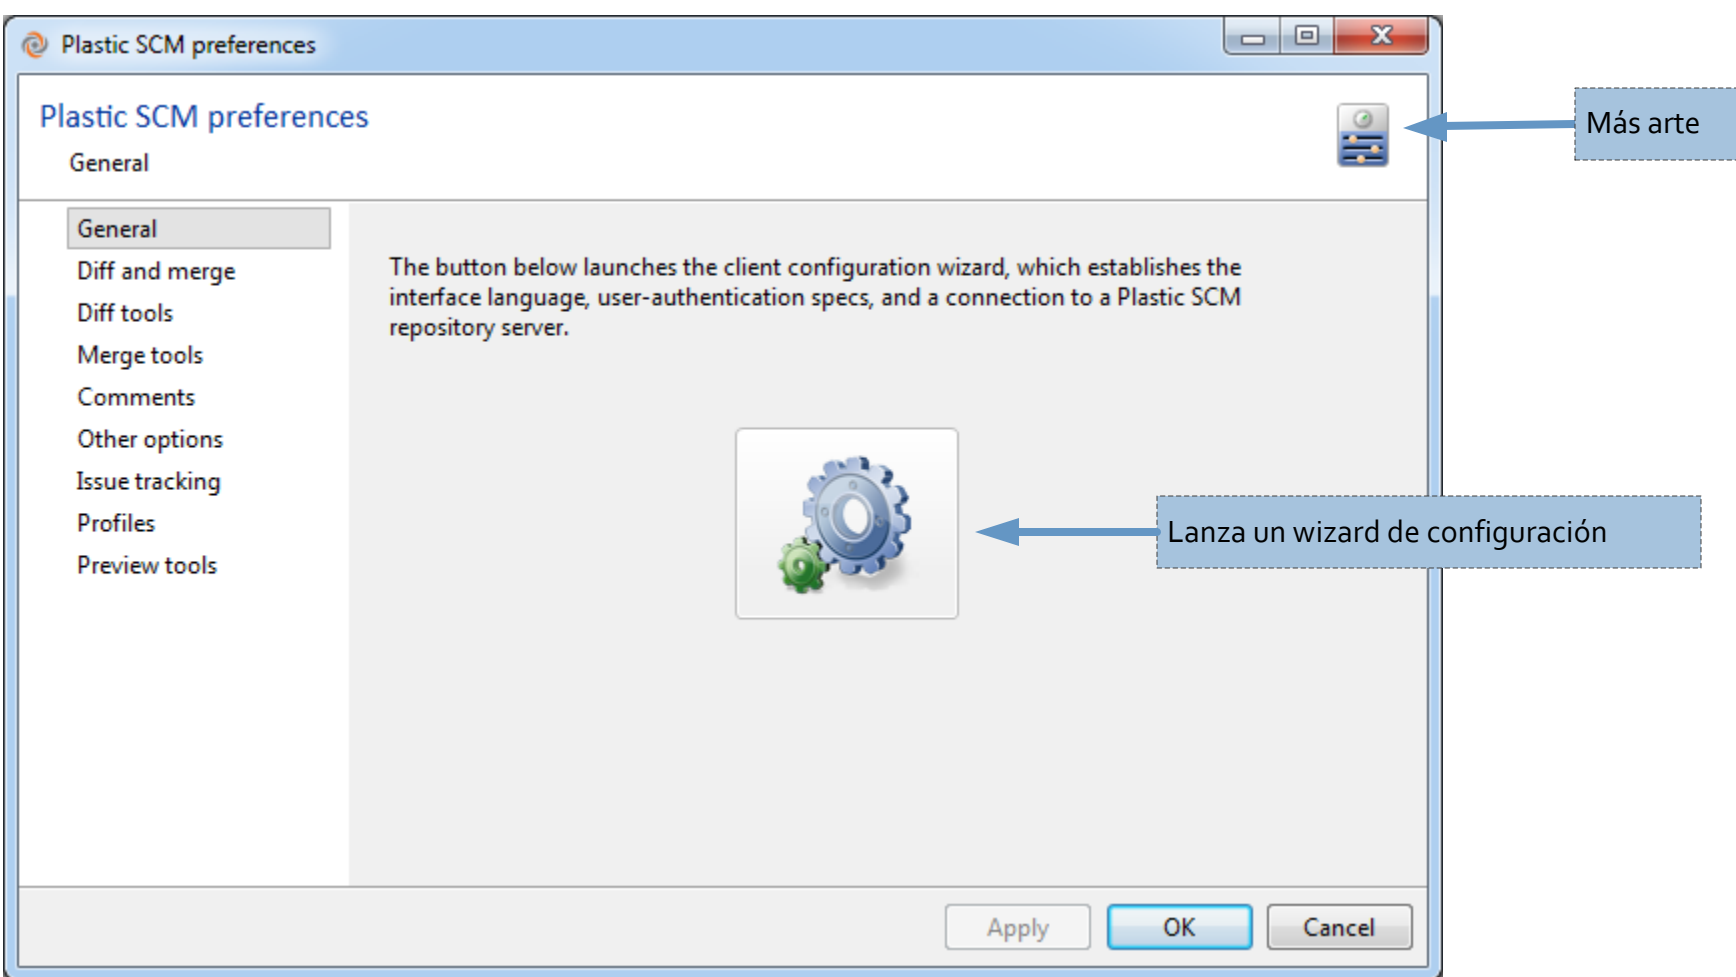 Plastic SCM preferences
Plastic SCM preferences
General
Más arte
General
Diff and merge
Diff tools
Merge tools
Comments
Other options
Issue tracking
Profiles
Preview tools
The button below launches the client configuration wizard, which establishes the
interface language, user-authentication specs, and a connection to a Plastic SCM
repository server.
Lanza un wizard de configuración
Apply
OK
Cancel